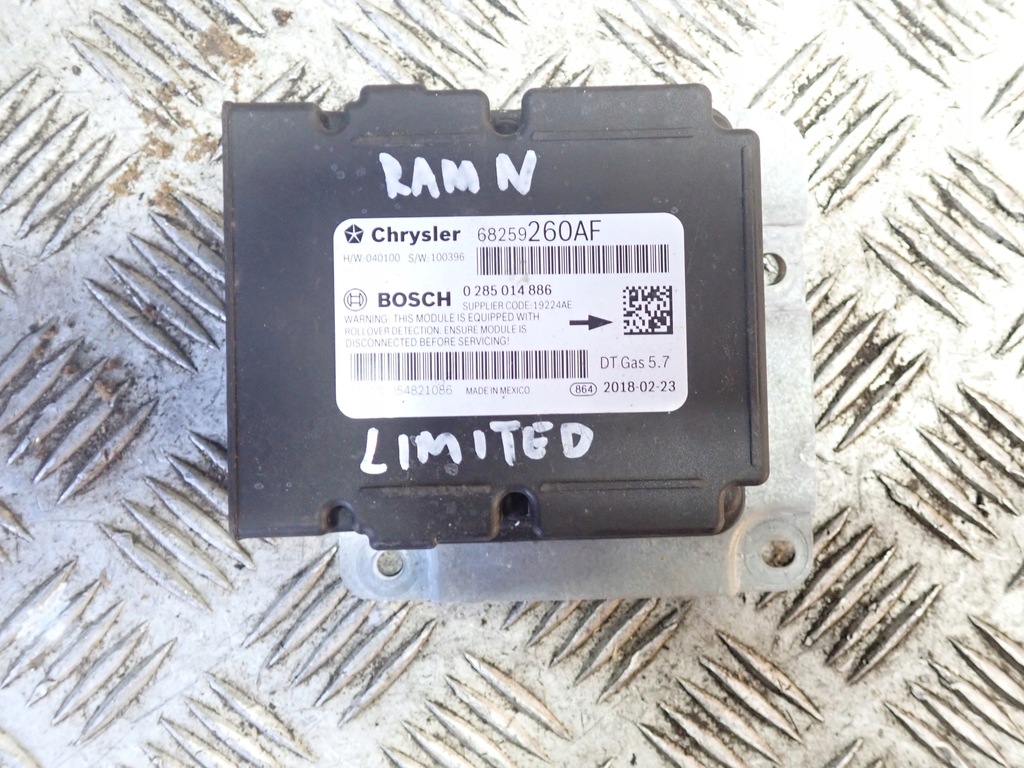 RAM N
Chrysler 68259260AF
H/W:040100 S/W:100396
BOSCH 0 285 014 886
SUPPLIER CODE:19224AE
WARNING: THIS MODULE IS EQUIPPED WITH
ROLLOVER DETECTION. ENSURE MODULE IS
DISCONNECTED BEFORE SERVICING!
DT Gas 5.7
MADE IN MEXICO 864 2018-02-23
LIMITED